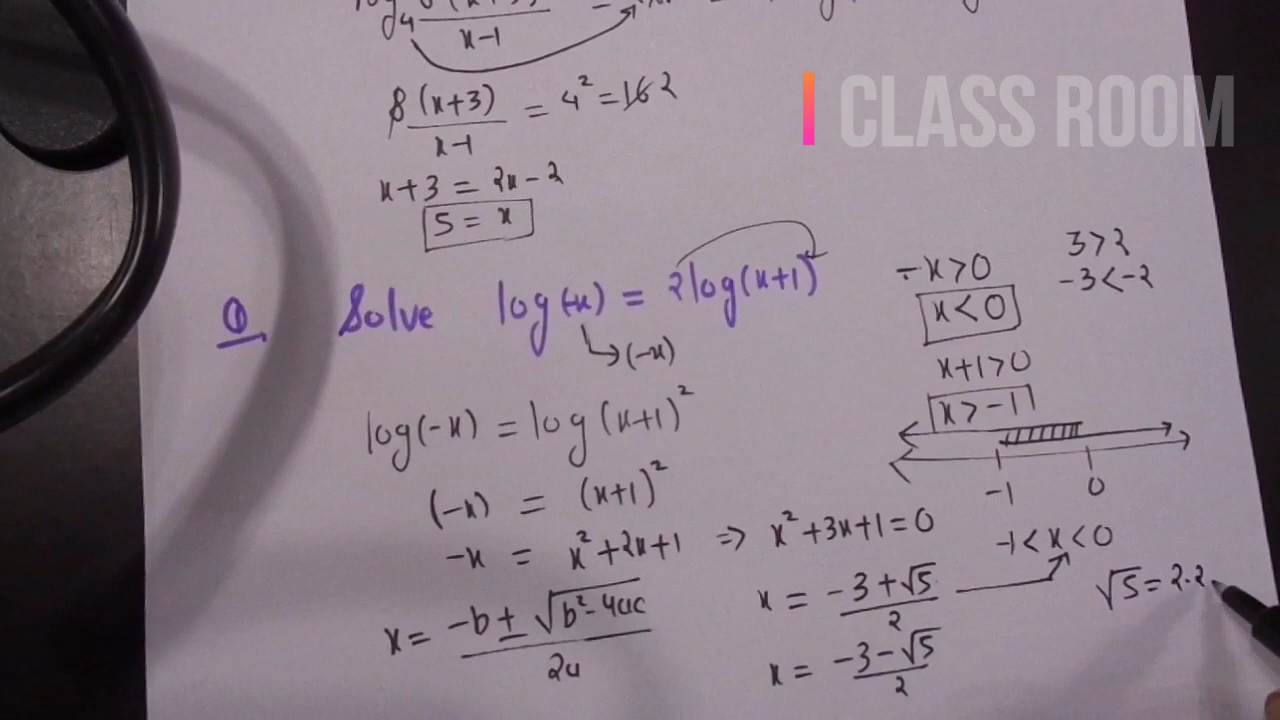 x-1
CLASS ROOM
8(x+3)/x-1 = 4² = 16 2
x+3 = 2x-2
5 = x
Q. Solve log(-x) = 2log(x+1)²
→(-x)
-x>0
x<0
3>2
-3<-2
x+1>0
x>-1
-1 0
-1<x<0
log(-x) = log(x+1)²
(-x) = (x+1)²
-x = x²+2x+1 => x²+3x+1=0
x = -b±√b²-4ac/2a
x = -3+√5/2
√5=2.2
x = -3-√5/2